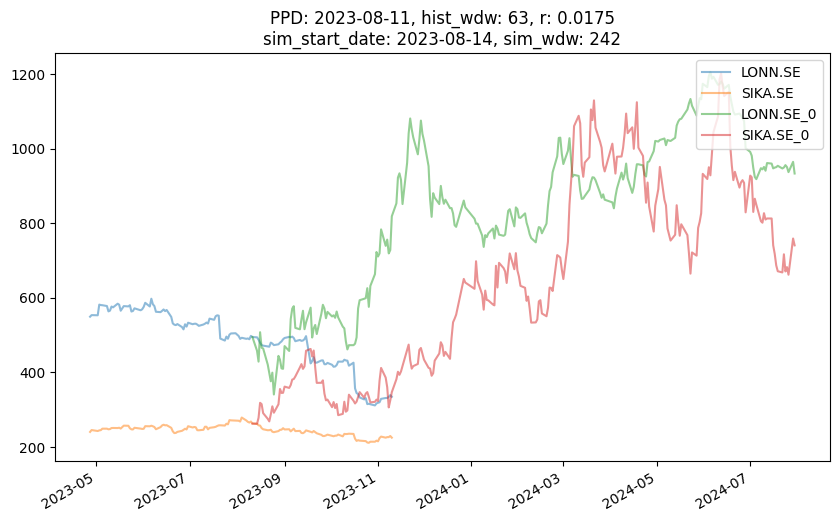 PPD: 2023-08-11, hist_wdw: 63, r: 0.0175
sim_start_date: 2023-08-14, sim_wdw: 242
1200
1000
800
600
400
200
LONN.SE
SIKA.SE
LONN.SE_0
SIKA.SE_0
2023-05
2023-07
2023-09
2023-11
2024-01
2024-03
2024-05
2024-07